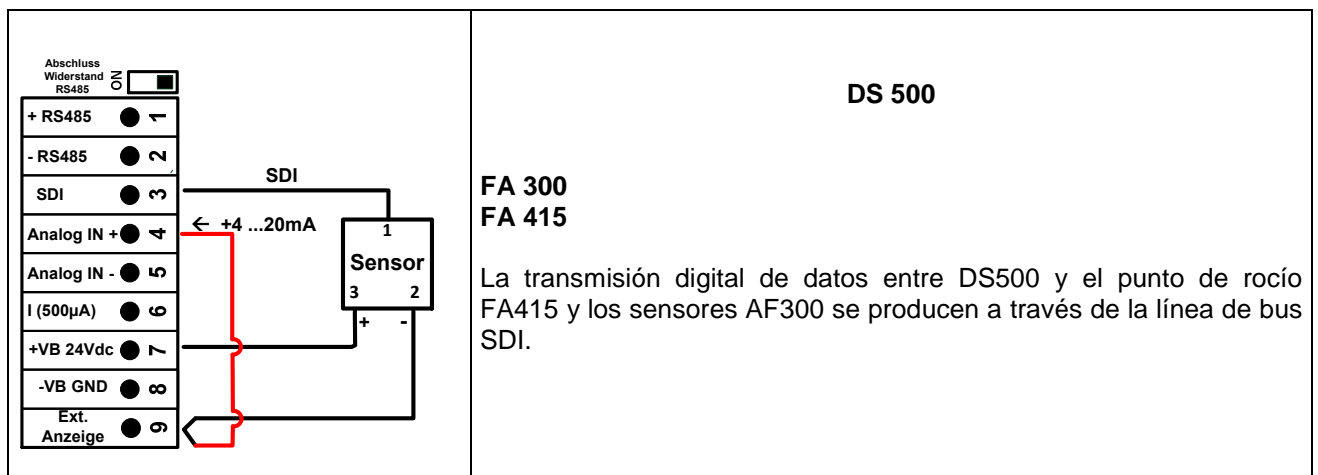 Abschluss
Widerstand
RS485
ON
+ RS485 1
- RS485 2
SDI 3
Analog IN + 4
Analog IN - 5
I (500µA) 6
+VB 24Vdc 7
-VB GND 8
Ext.
Anzeige 9
SDI
← +4 ...20mA
1
Sensor
3 2
+ -
DS 500
FA 300
FA 415
La transmisión digital de datos entre DS500 y el punto de rocío
FA415 y los sensores AF300 se producen a través de la línea de bus
SDI.